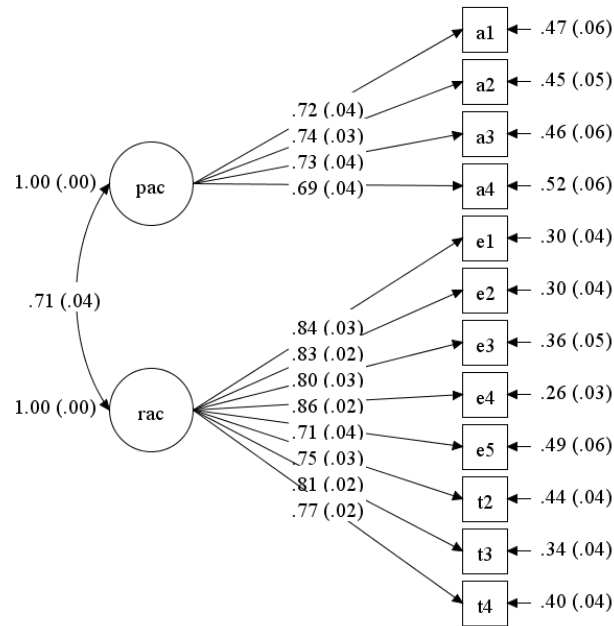 a1
.47 (.06)
a2
.45 (.05)
.72 (.04)
.74 (.03)
a3
.46 (.06)
.73 (.04)
1.00 (.00)
pac
.69 (.04)
a4
.52 (.06)
e1
.30 (.04)
e2
.30 (.04)
.71 (.04)
.84 (.03)
.83 (.02)
e3
.36 (.05)
.80 (.03)
e4
.26 (.03)
1.00 (.00)
rac
.86 (.02)
.71 (.04)
e5
.49 (.06)
.75 (.03)
.81 (.02)
t2
.44 (.04)
.77 (.02)
t3
.34 (.04)
t4
.40 (.04)